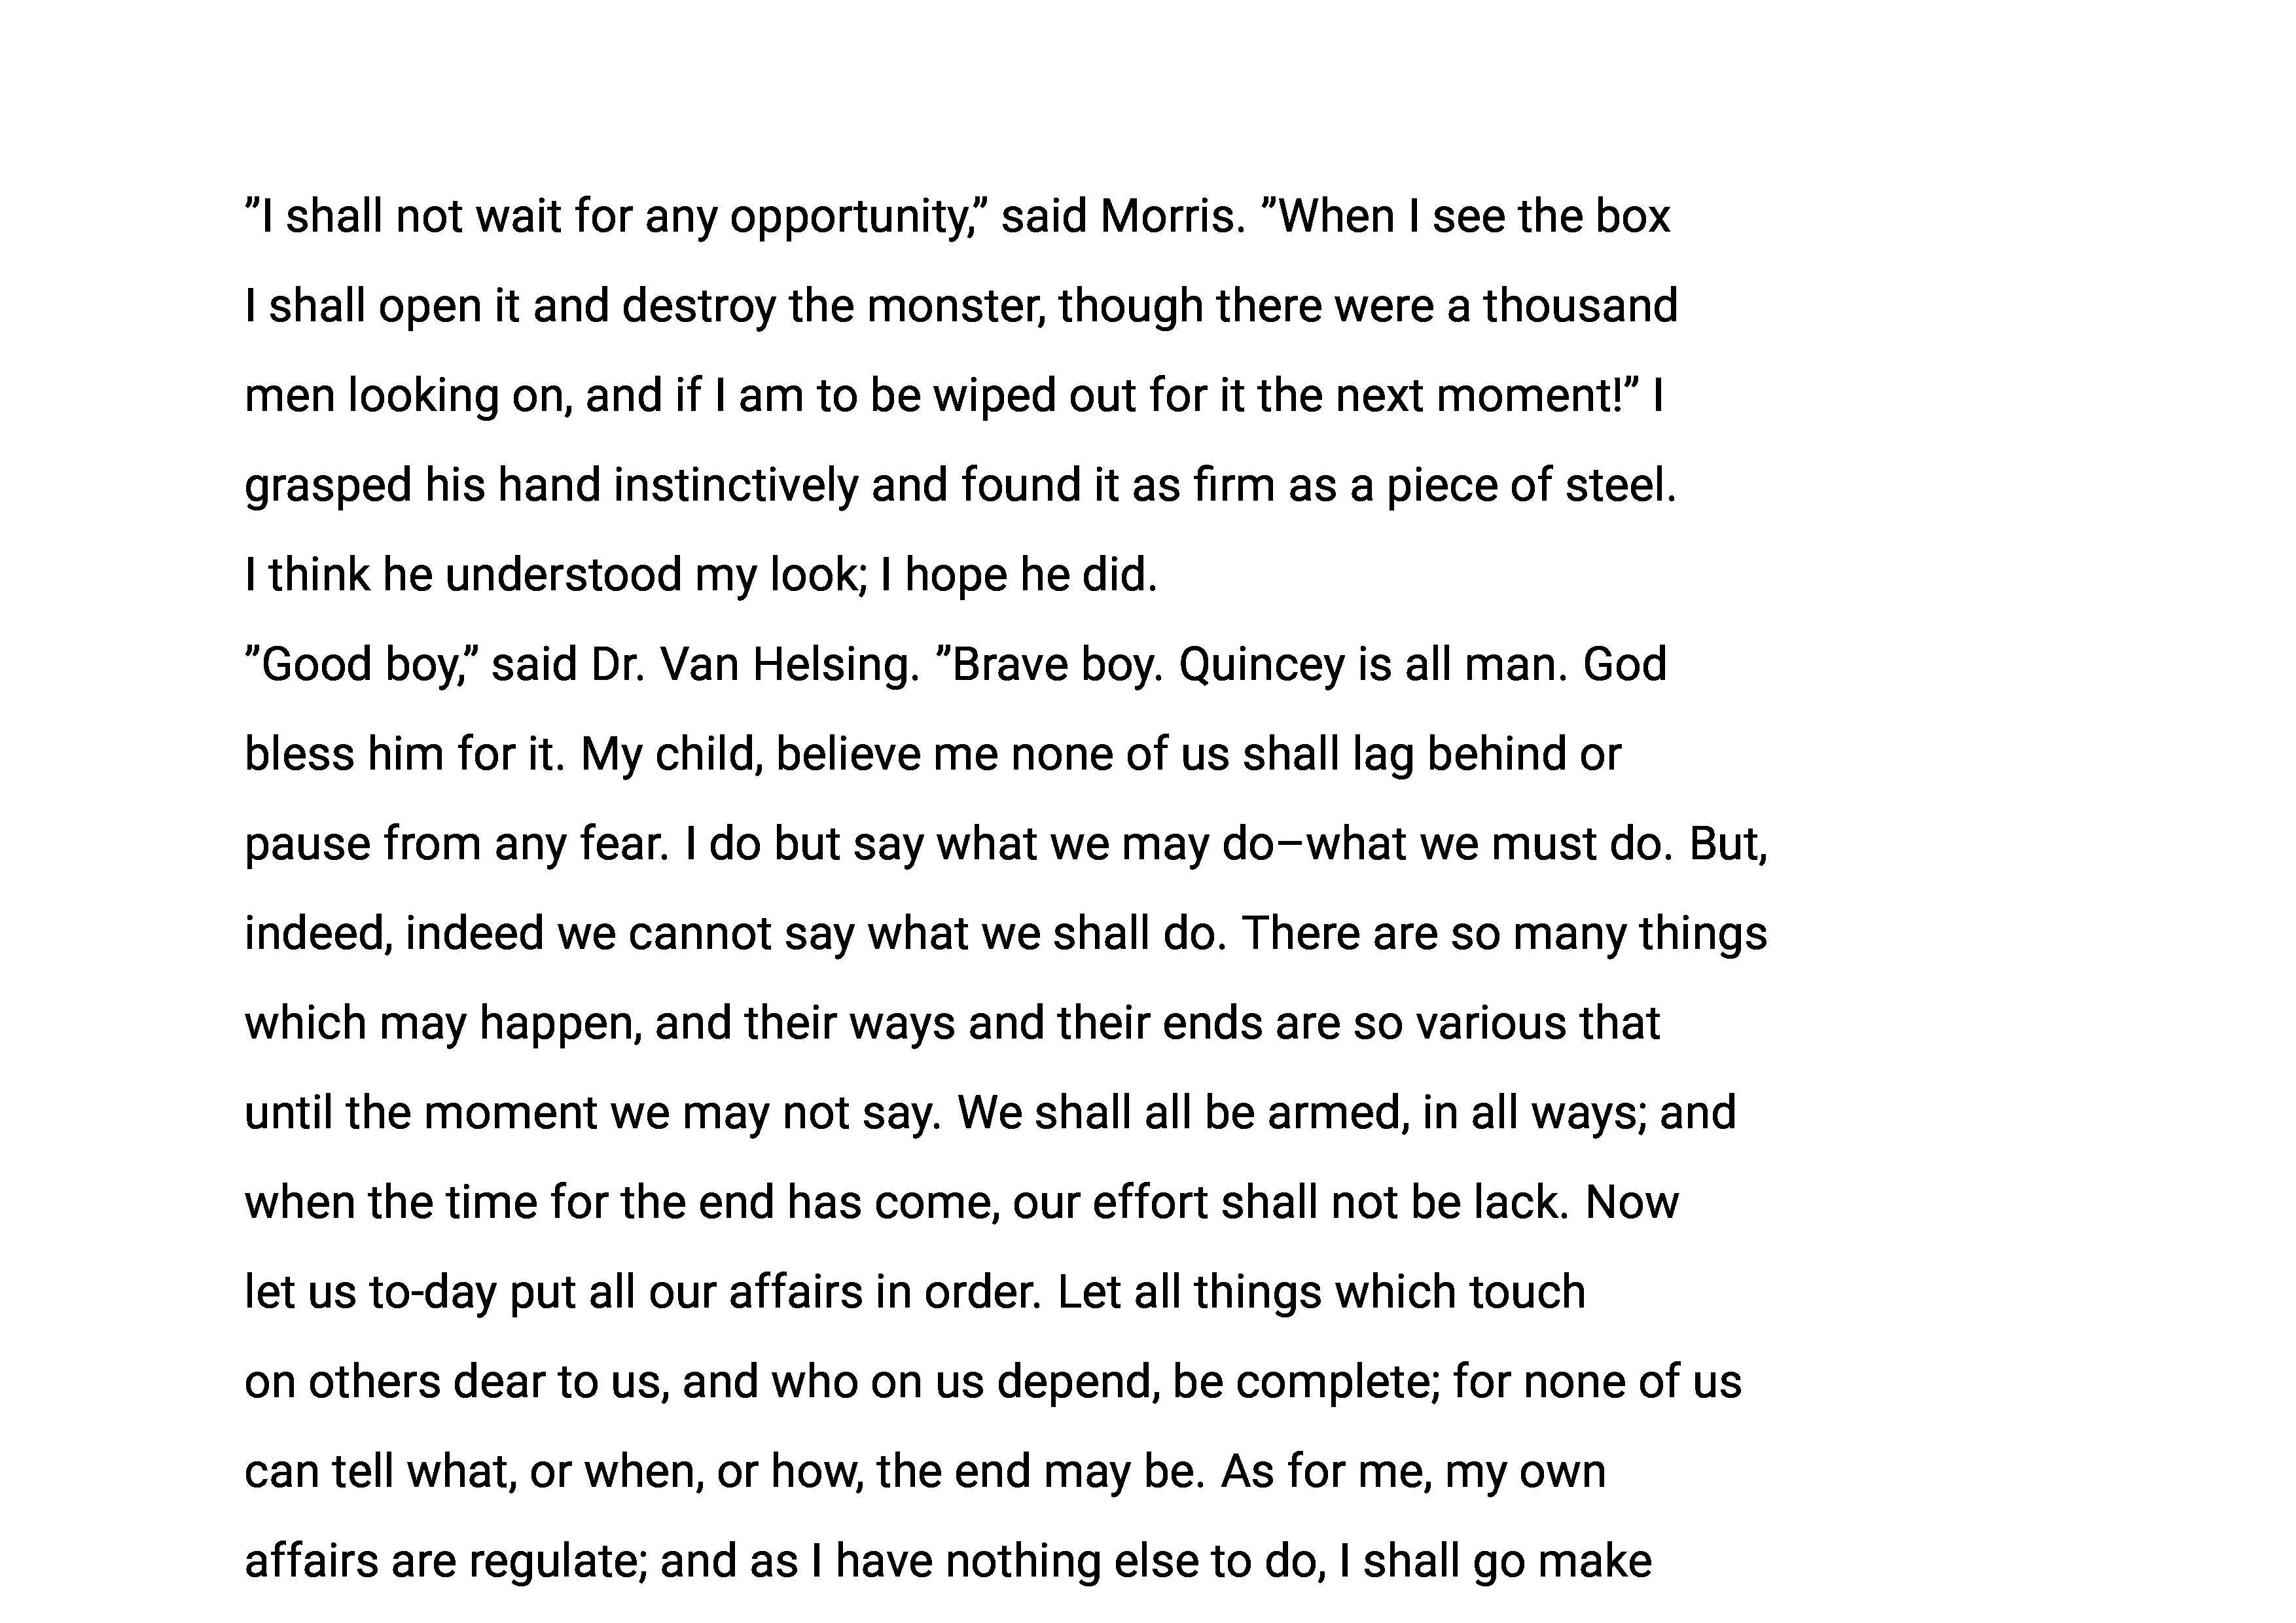 ”I shall not wait for any opportunity,” said Morris. ”When I see the box
I shall open it and destroy the monster, though there were a thousand
men looking on, and if I am to be wiped out for it the next moment!” I
grasped his hand instinctively and found it as firm as a piece of steel.
I think he understood my look; I hope he did.
”Good boy,” said Dr. Van Helsing. ”Brave boy. Quincey is all man. God
bless him for it. My child, believe me none of us shall lag behind or
pause from any fear. I do but say what we may do–what we must do. But,
indeed, indeed we cannot say what we shall do. There are so many things
which may happen, and their ways and their ends are so various that
until the moment we may not say. We shall all be armed, in all ways; and
when the time for the end has come, our effort shall not be lack. Now
let us to-day put all our affairs in order. Let all things which touch
on others dear to us, and who on us depend, be complete; for none of us
can tell what, or when, or how, the end may be. As for me, my own
affairs are regulate; and as I have nothing else to do, I shall go make